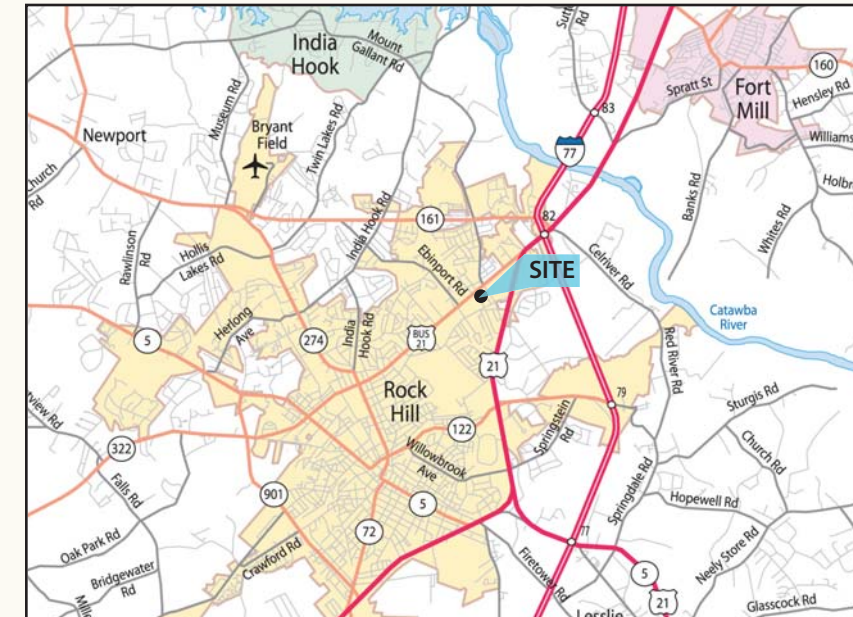 India
Hook
Mount
Gallant Rd
Sutt
Rd
160
Fort
Mill
Spratt St
Hensley Rd
Williams
Holbr
83
77
Newport
Museum Rd
Bryant
Field
Twin Lakes Rd
Church
Rd
Banks Rd
Whites Rd
161
82
India Hook Rd
Rawlinson
Rd
Hollis
Lakes Rd
Ebinport Rd
SITE
Celriver Rd
Catawba
River
Herlong
Ave
5
274
India
Hook Rd
BUS
21
21
Red River Rd
Rock
Hill
79
Sturgis Rd
122
Springstein
Rd
Willowbrook
Ave
Church Rd
tview Rd
322
Falls Rd
901
5
72
Springdale Rd
Hopewell Rd
Oak Park Rd
Bridgewater
Rd
Mille
Crawford Rd
77
Firetower Rd
Neely Store Rd
5
21
Glasscock Rd
Lesslie